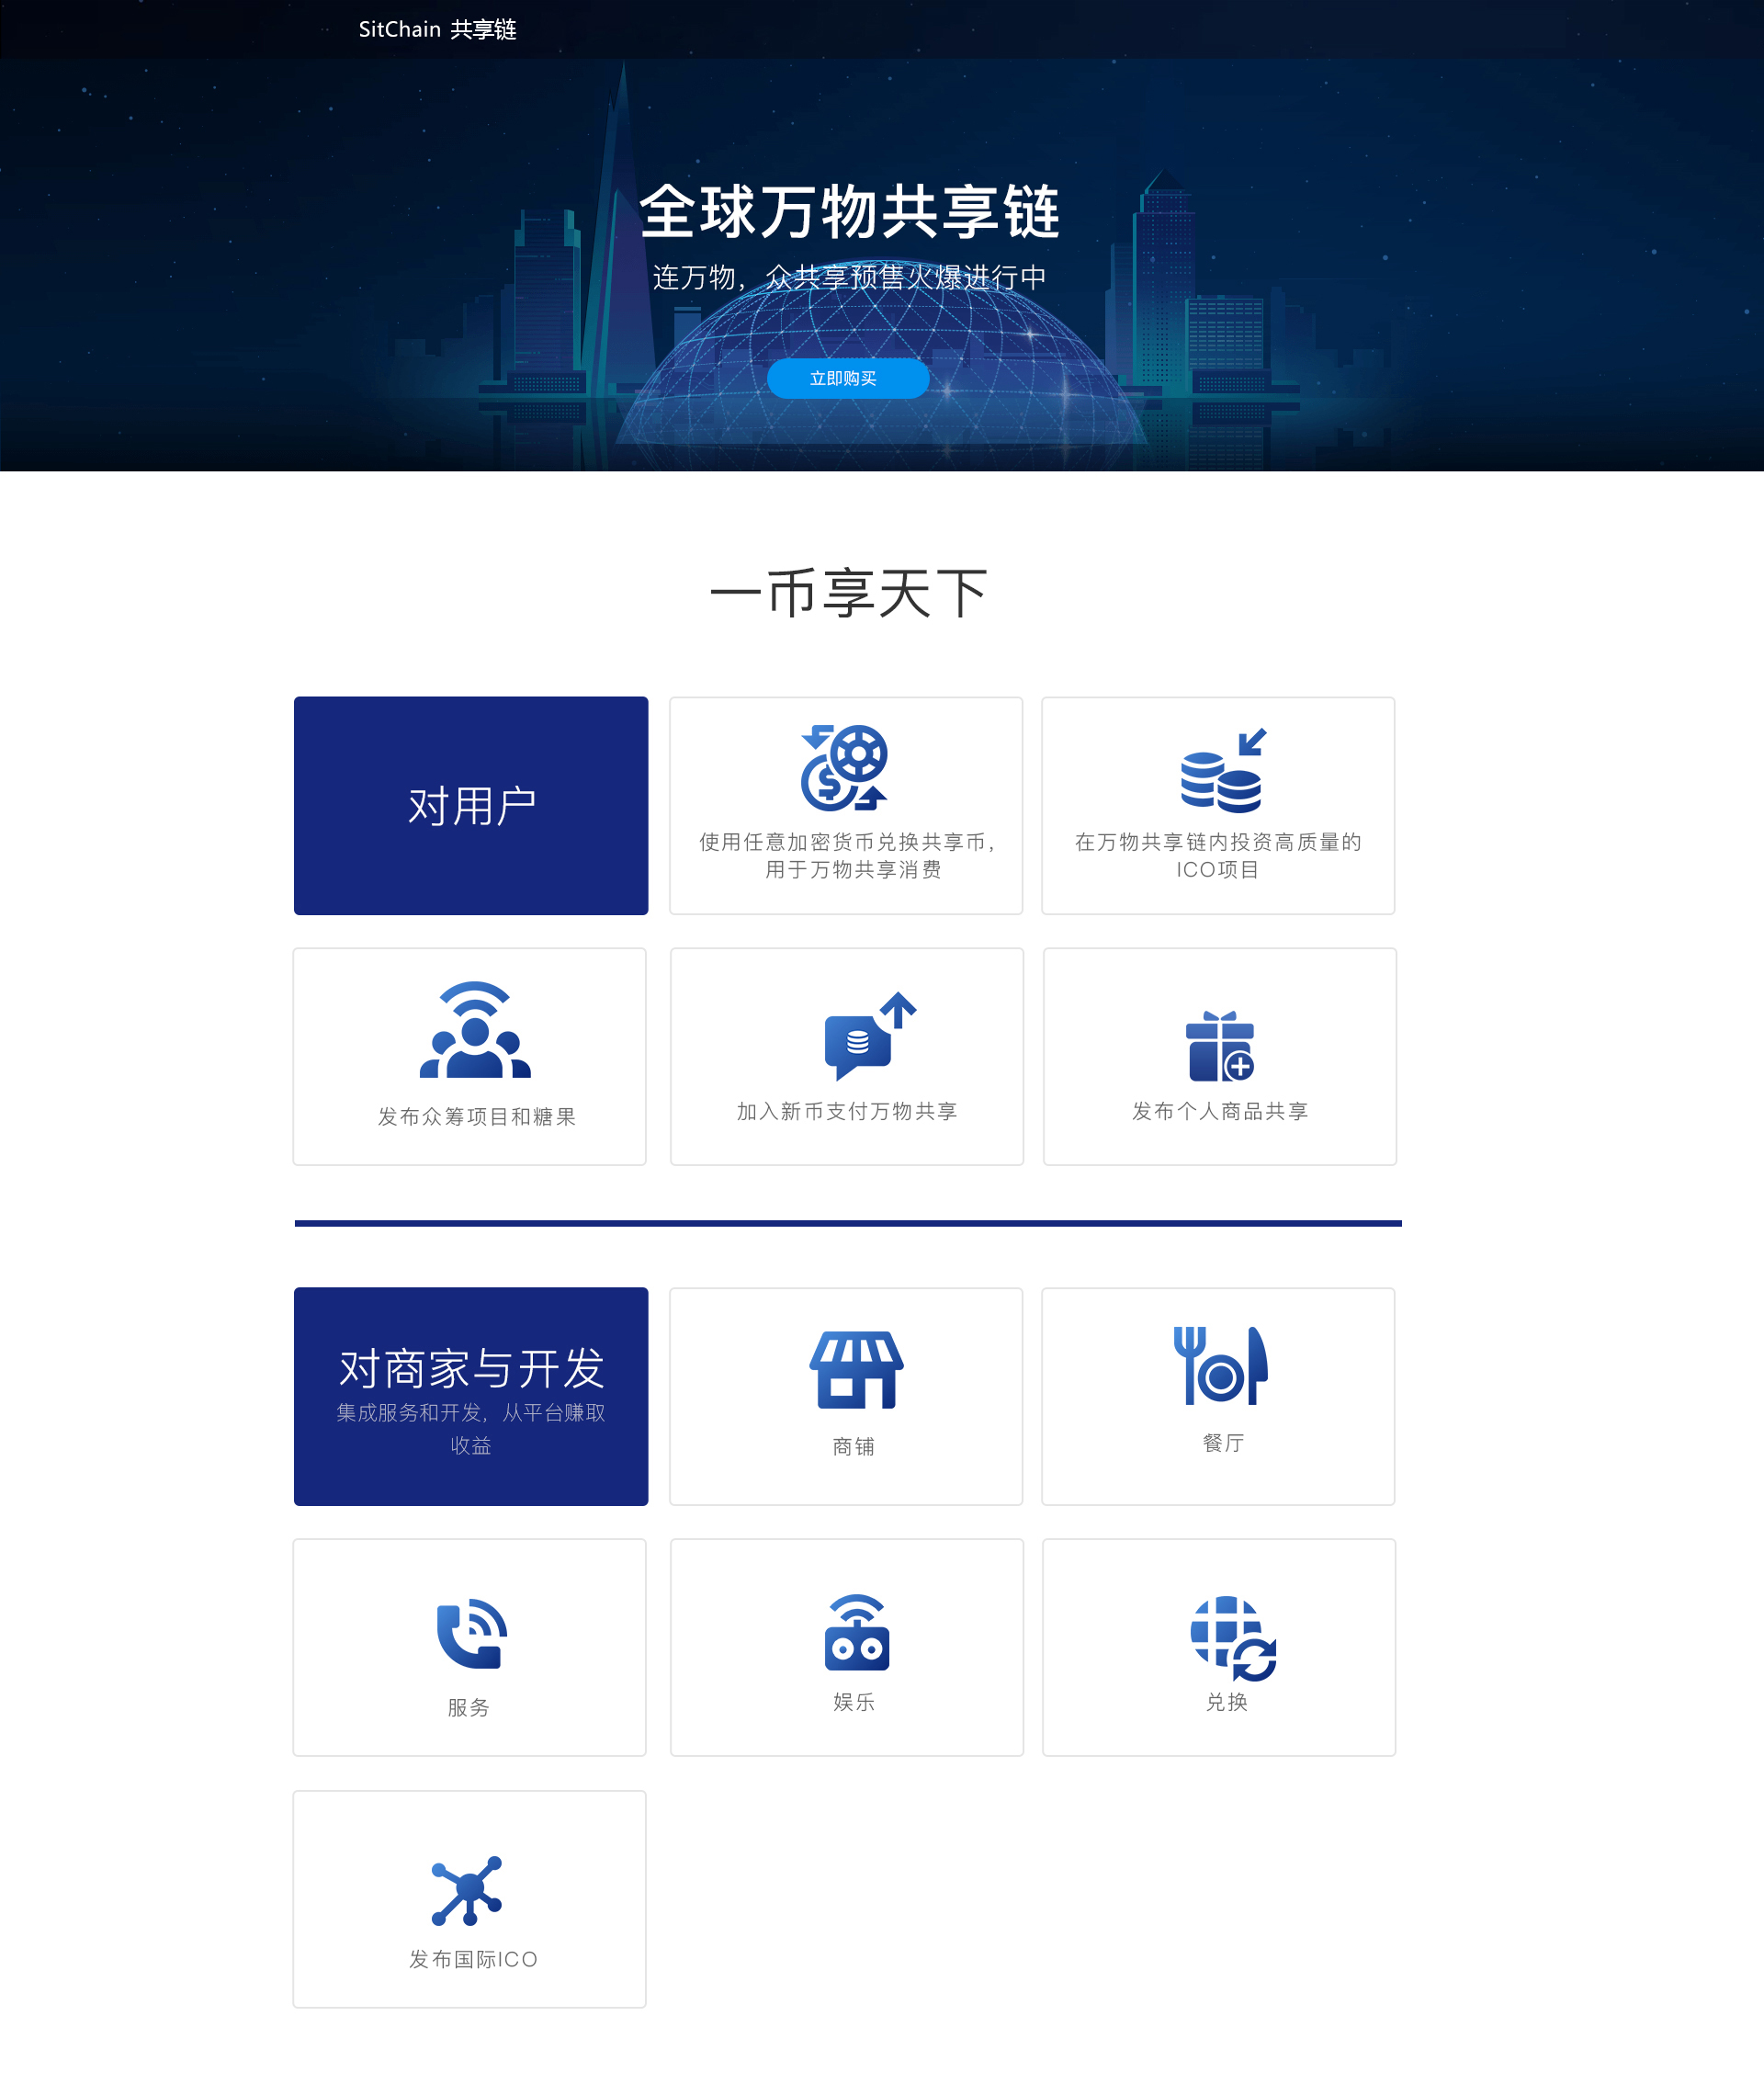 SitChain 共享链
全球万物共享链
连万物，众共享预售火爆进行中
立即购买
一币享天下
对用户
使用任意加密货币兑换共享币，
用于万物共享消费
在万物共享链内投资高质量的
ICO项目
发布众筹项目和糖果
加入新币支付万物共享
发布个人商品共享
对商家与开发
集成服务和开发，从平台赚取
收益
商铺
餐厅
服务
娱乐
兑换
发布国际ICO